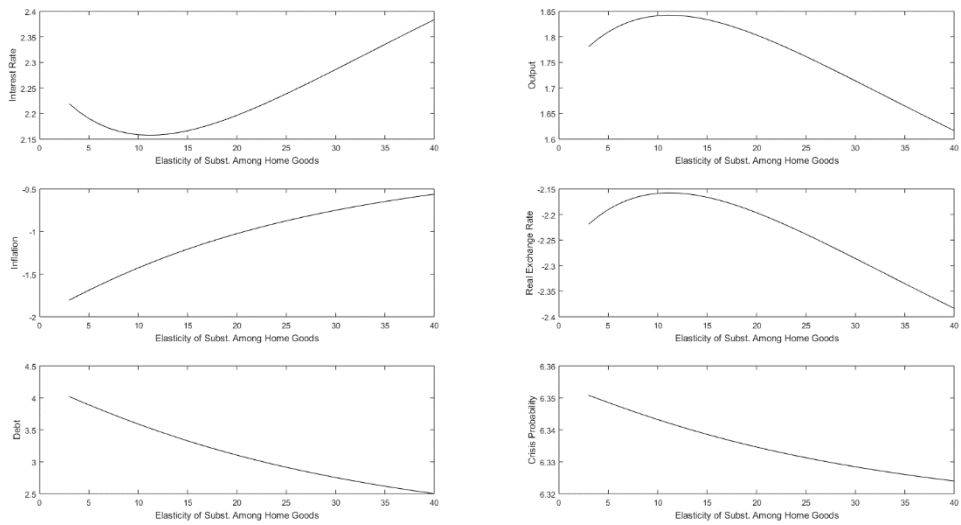 2.4
2.35
2.3
2.25
2.2
2.15
Interest Rate
0 5 10 15 20 25 30 35 40
Elasticity of Subst. Among Home Goods
1.85
1.8
1.75
1.7
1.65
1.6
Output
0 5 10 15 20 25 30 35 40
Elasticity of Subst. Among Home Goods
-0.5
-1
-1.5
-2
Inflation
0 5 10 15 20 25 30 35 40
Elasticity of Subst. Among Home Goods
-2.15
-2.2
-2.25
-2.3
-2.35
-2.4
Real Exchange Rate
0 5 10 15 20 25 30 35 40
Elasticity of Subst. Among Home Goods
4.5
4
3.5
3
2.5
Debt
0 5 10 15 20 25 30 35 40
Elasticity of Subst. Among Home Goods
6.36
6.35
6.34
6.33
6.32
Crisis Probability
0 5 10 15 20 25 30 35 40
Elasticity of Subst. Among Home Goods